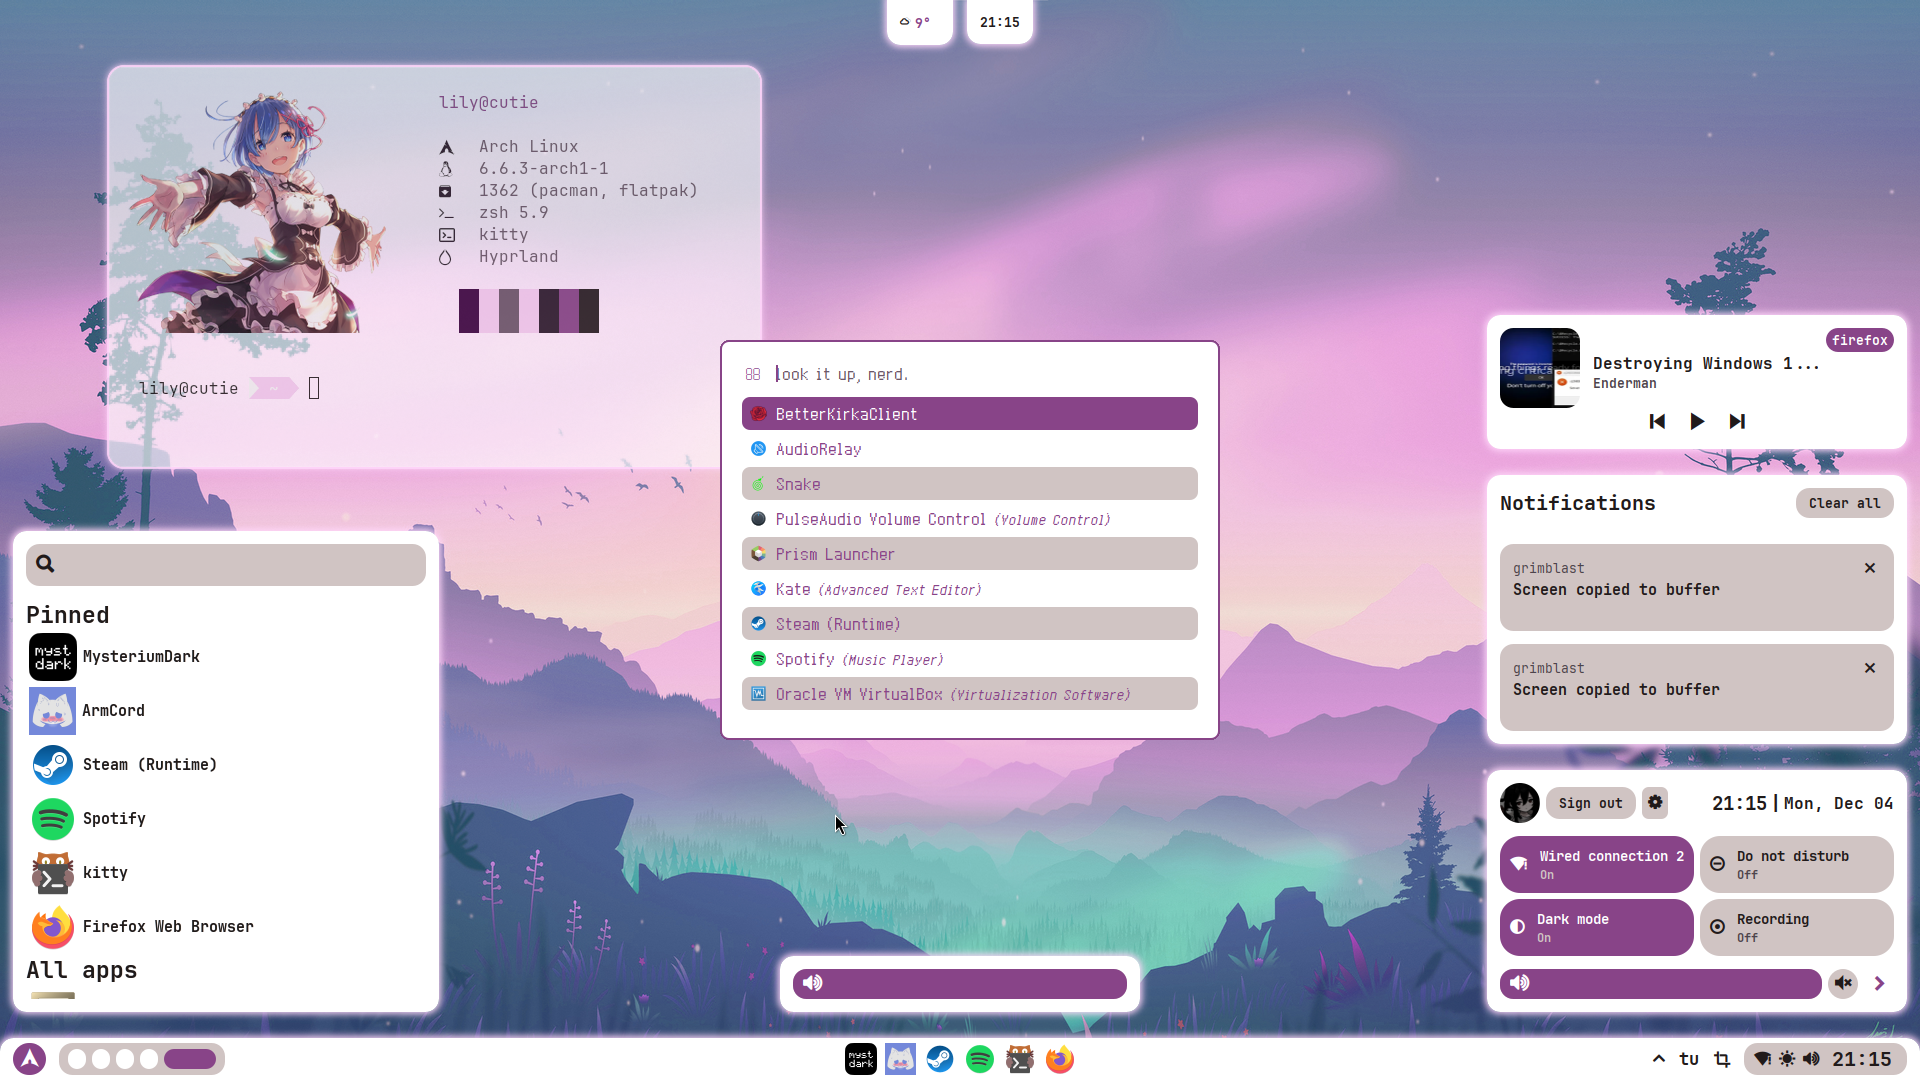 9°
21:15
lily@cutie
Arch Linux
6.6.3-arch1-1
1362 (pacman, flatpak)
zsh 5.9
kitty
Hyprland
lily@cutie ~
look it up, nerd.
BetterKirkaClient
AudioRelay
Snake
PulseAudio Volume Control (Volume Control)
Prism Launcher
Kate (Advanced Text Editor)
Steam (Runtime)
Spotify (Music Player)
Oracle VM VirtualBox (Virtualization Software)
Pinned
myst
dark
MysteriumDark
ArmCord
Steam (Runtime)
Spotify
kitty
Firefox Web Browser
All apps
firefox
Destroying Windows 1...
Enderman
Notifications
Clear all
grimblast
Screen copied to buffer
grimblast
Screen copied to buffer
Sign out
21:15 | Mon, Dec 04
Wired connection 2
On
Do not disturb
Off
Dark mode
On
Recording
Off
myst
dark
tu
21:15